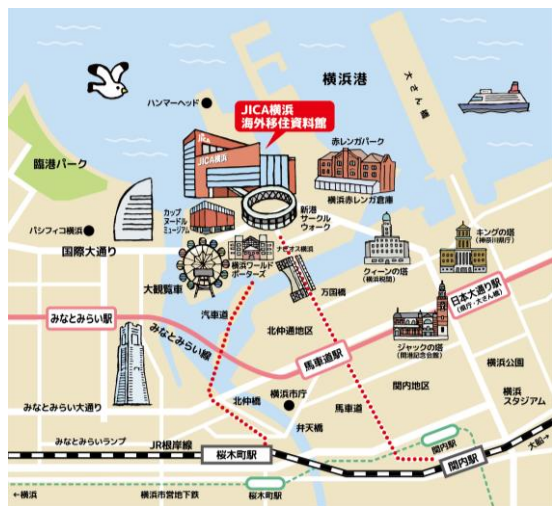 横浜港
大さん橋
ハンマーヘッド
JICA横浜
海外移住資料館
臨港パーク
JICA
JICA横浜
赤レンガパーク
横浜赤レンガ倉庫
カップ
ヌードル
ミュージアム
新港
サークル
ウォーク
パシフィコ横浜
国際大通り
ナビオス横浜
横浜ワールド
ポーターズ
大観覧車
万国橋
クィーンの塔
(横浜税関)
キングの塔
(神奈川県庁)
日本大通り駅
(県庁・大さん橋)
みなとみらい駅
みなとみらい線
汽車道
北仲通地区
ジャックの塔
(開港記念会館)
馬車道駅
横浜公園
関内地区
横浜
スタジアム
北仲橋
横浜市庁
馬車道
みなとみらい大通り
弁天橋
みなとみらいランプ
JR根岸線
桜木町駅
関内駅
関内駅
大船→
←横浜
横浜市営地下鉄
桜木町駅